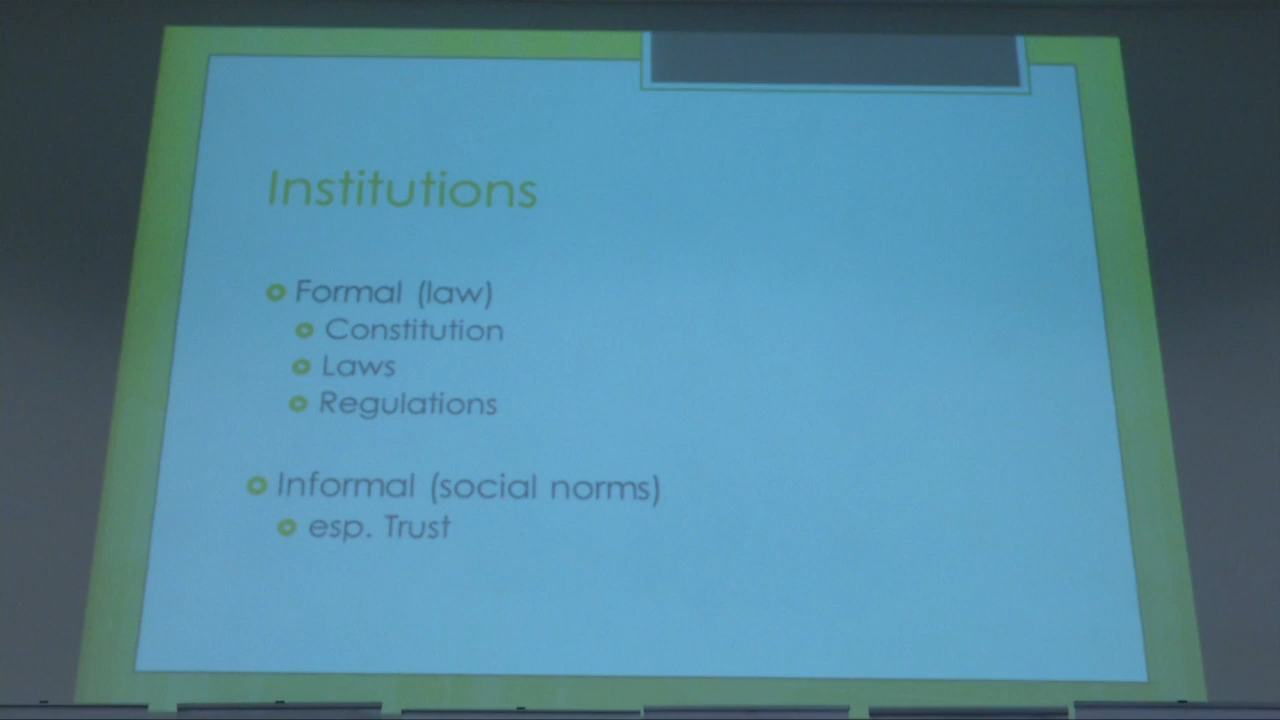 Institutions
Formal (law)
Constitution
Laws
Regulations
Informal (social norms)
esp. Trust